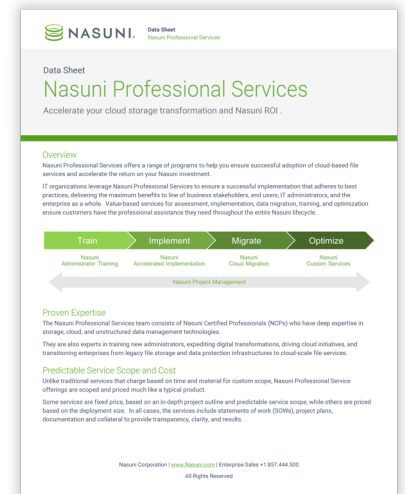 NASUNI.
Data Sheet
Nasuni Professional Services
Data Sheet
Nasuni Professional Services
Accelerate your cloud storage transformation and Nasuni ROI .
Overview
Nasuni Professional Services offers a range of programs to help you ensure successful adoption of cloud-based file
services and accelerate the return on your Nasuni investment.
IT organizations leverage Nasuni Professional Services to ensure a successful implementation that adheres to best
practices, delivering the maximum benefits to line of business stakeholders, end users, IT administrators, and the
enterprise as a whole. Value-based services for assessment, implementation, data migration, training, and optimization
ensure customers have the professional assistance they need throughout the entire Nasuni lifecycle.
Train Implement Migrate Optimize
Nasuni Nasuni Nasuni Nasuni
Administrator Training Accelerated Implementation Cloud Migration Custom Services
Nasuni Project Management
Proven Expertise
The Nasuni Professional Services team consists of Nasuni Certified Professionals (NCPs) who have deep expertise in
storage, cloud, and unstructured data management technologies.
They are also experts in training new administrators, expediting digital transformations, driving cloud initiatives, and
transitioning enterprises from legacy file storage and data protection infrastructures to cloud-scale file services.
Predictable Service Scope and Cost
Unlike traditional services that charge based on time and material for custom scope, Nasuni Professional Service
offerings are scoped and priced much like a typical product.
Some services are fixed price, based on an in-depth project outline and predictable service scope, while others are priced
based on the deployment size. In all cases, the services include statements of work (SOWs), project plans,
documentation and collateral to provide transparency, clarity, and results.
Nasuni Corporation | www.Nasuni.com | Enterprise Sales +1.857.444.500
All Rights Reserved